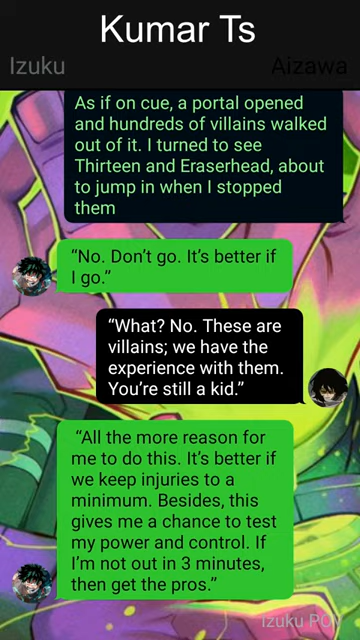 Kumar Ts
Izuku
Aizawa
As if on cue, a portal opened
and hundreds of villains walked
out of it. I turned to see
Thirteen and Eraserhead, about
to jump in when I stopped
them
“No. Don’t go. It’s better if
I go.”
“What? No. These are
villains; we have the
experience with them.
You’re still a kid.”
“All the more reason for
me to do this. It’s better if
we keep injuries to a
minimum. Besides, this
gives me a chance to test
my power and control. If
I’m not out in 3 minutes,
then get the pros.”
Izuku POV